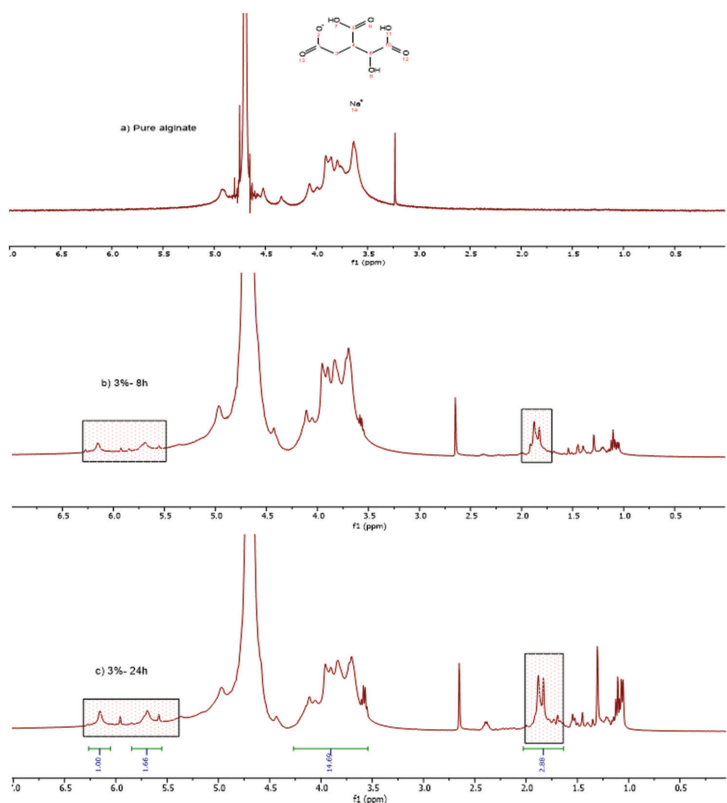 HO
O
O⁻
HO
O
O
OH
Na⁺
14
a) Pure alginate
.0 6.5 6.0 5.5 5.0 4.5 4.0 3.5 3.0 2.5 2.0 1.5 1.0 0.5
f1 (ppm)
b) 3%- 8h
6.5 6.0 5.5 5.0 4.5 4.0 3.5 3.0 2.5 2.0 1.5 1.0 0.5
f1 (ppm)
c) 3%- 24h
1.00
1.66
14.69
2.88
7.0 6.5 6.0 5.5 5.0 4.5 4.0 3.5 3.0 2.5 2.0 1.5 1.0 0.5
f1 (ppm)